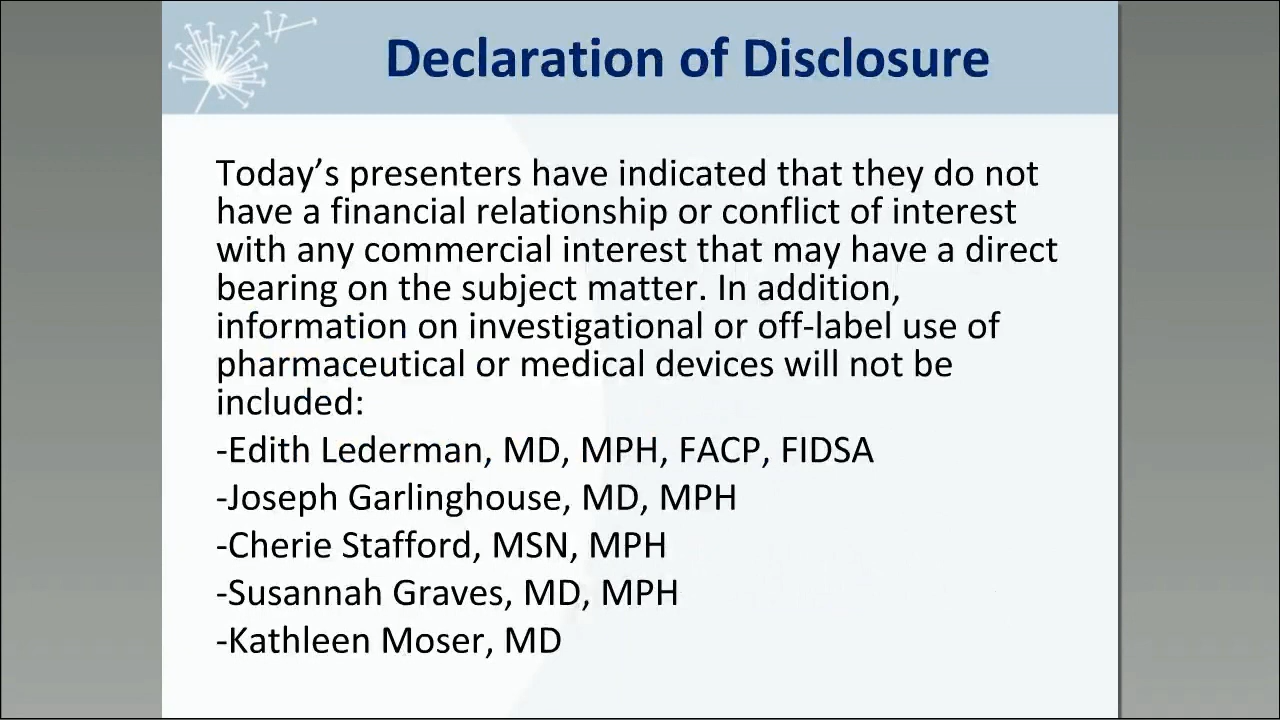 Declaration of Disclosure
Today’s presenters have indicated that they do not
have a financial relationship or conflict of interest
with any commercial interest that may have a direct
bearing on the subject matter. In addition,
information on investigational or off-label use of
pharmaceutical or medical devices will not be
included:
-Edith Lederman, MD, MPH, FACP, FIDSA
-Joseph Garlinghouse, MD, MPH
-Cherie Stafford, MSN, MPH
-Susannah Graves, MD, MPH
-Kathleen Moser, MD